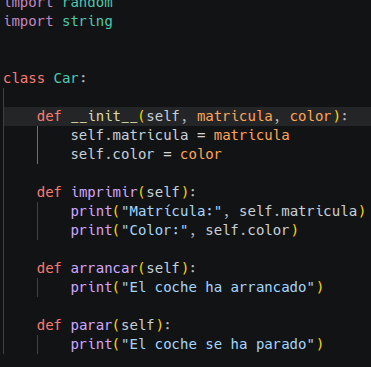 import random
import string
class Car:
def __init__(self, matricula, color):
self.matricula = matricula
self.color = color
def imprimir(self):
print("Matrícula:", self.matricula)
print("Color:", self.color)
def arrancar(self):
print("El coche ha arrancado")
def parar(self):
print("El coche se ha parado")